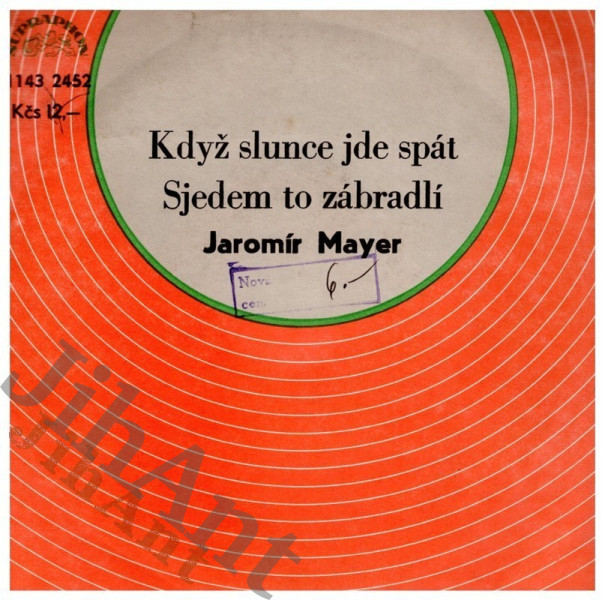 SUPRAPHON
1143 2452
Kčs 12,–
Když slunce jde spát
Sjedem to zábradlí
Jaromír Mayer
Nová
cena
6.–
JihAnt
JihAnt